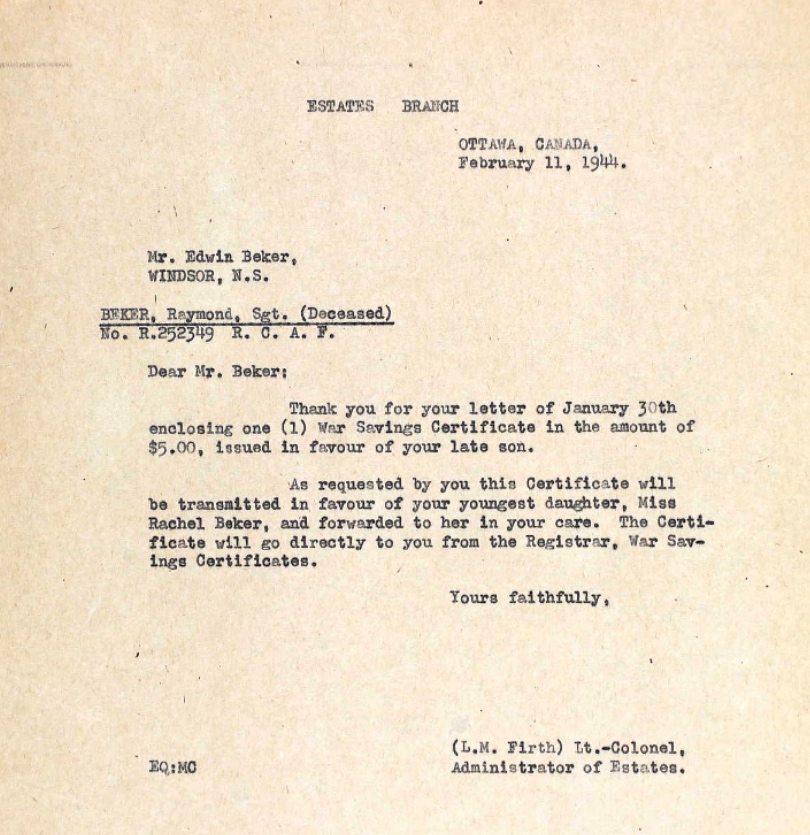 ESTATES BRANCH
OTTAWA, CANADA,
February 11, 1944.
Mr. Edwin Beker,
WINDSOR, N.S.
BEKER, Raymond, Sgt. (Deceased)
No. R.252349 R. C. A. F.
Dear Mr. Beker:
Thank you for your letter of January 30th
enclosing one (1) War Savings Certificate in the amount of
$5.00, issued in favour of your late son.
As requested by you this Certificate will
be transmitted in favour of your youngest daughter, Miss
Rachel Beker, and forwarded to her in your care. The Certi-
ficate will go directly to you from the Registrar, War Sav-
ings Certificates.
Yours faithfully,
(L.M. Firth) Lt.-Colonel,
EQ:MC Administrator of Estates.